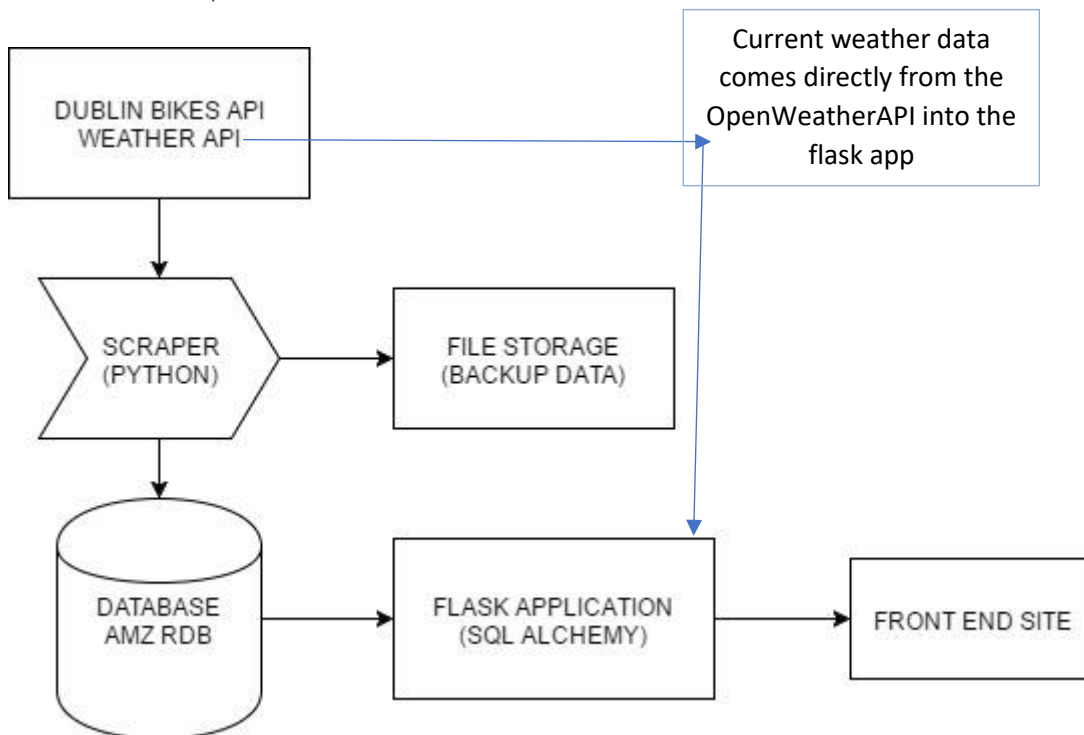 Current weather data
comes directly from the
OpenWeatherAPI into the
flask app
DUBLIN BIKES API
WEATHER API
SCRAPER
(PYTHON)
FILE STORAGE
(BACKUP DATA)
DATABASE
AMZ RDB
FLASK APPLICATION
(SQL ALCHEMY)
FRONT END SITE